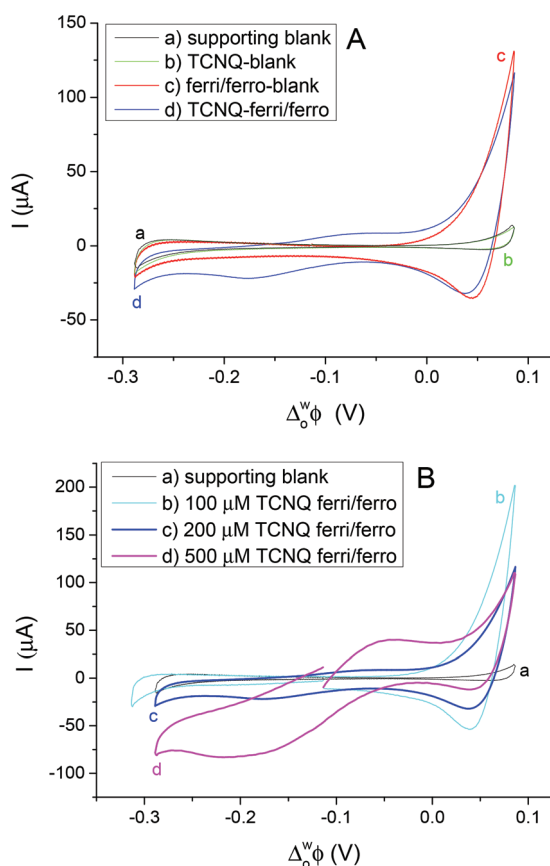 A
a) supporting blank
b) TCNQ-blank
c) ferri/ferro-blank
d) TCNQ-ferri/ferro
150
100
50
0
-50
I (μA)
a
b
c
d
-0.3 -0.2 -0.1 0.0 0.1
Δ_o^w ϕ (V)
B
a) supporting blank
b) 100 μM TCNQ ferri/ferro
c) 200 μM TCNQ ferri/ferro
d) 500 μM TCNQ ferri/ferro
200
150
100
50
0
-50
-100
I (μA)
b
a
c
d
-0.3 -0.2 -0.1 0.0 0.1
Δ_o^w ϕ (V)